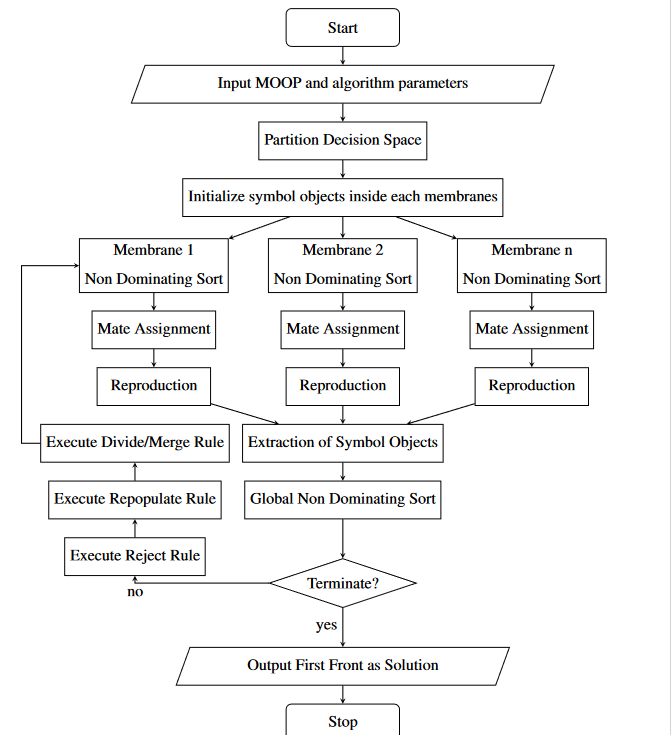 Start
Input MOOP and algorithm parameters
Partition Decision Space
Initialize symbol objects inside each membranes
Membrane 1
Non Dominating Sort
Membrane 2
Non Dominating Sort
Membrane n
Non Dominating Sort
Mate Assignment
Mate Assignment
Mate Assignment
Reproduction
Reproduction
Reproduction
Execute Divide/Merge Rule
Extraction of Symbol Objects
Execute Repopulate Rule
Global Non Dominating Sort
Execute Reject Rule
Terminate?
no
yes
Output First Front as Solution
Stop